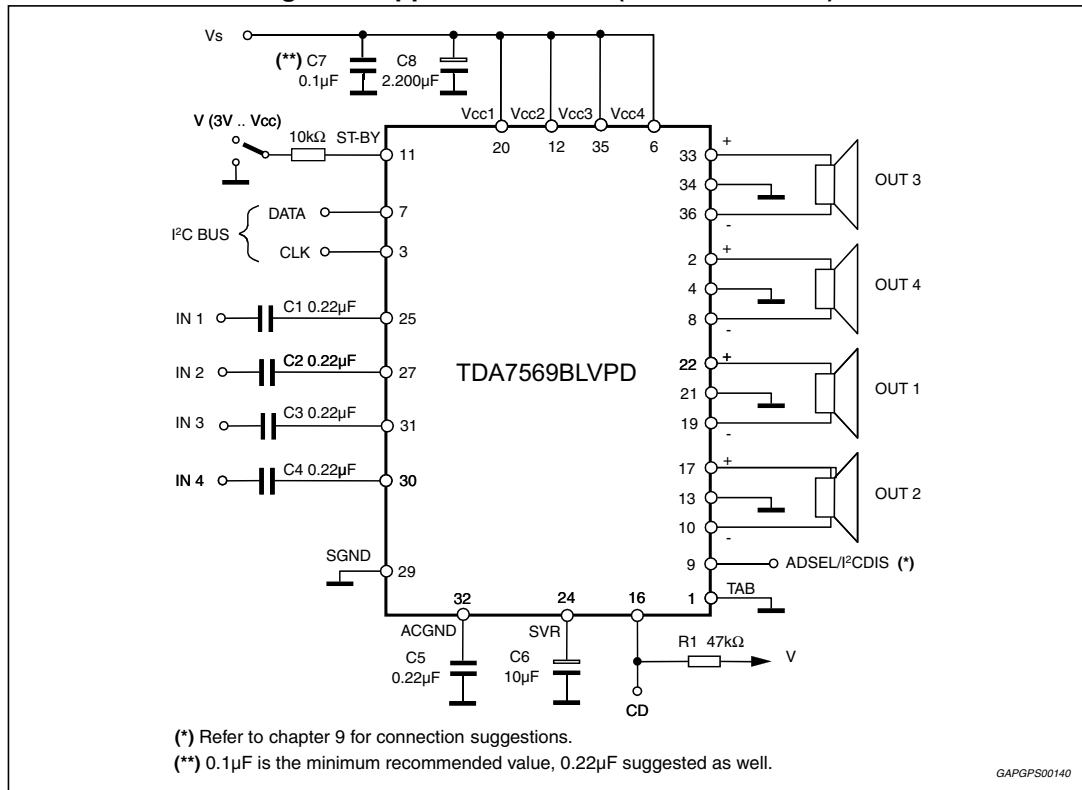 Vs
(**) C7
0.1µF
C8
2.200µF
Vcc1
Vcc2
Vcc3
Vcc4
20
12
35
6
V (3V .. Vcc)
10kΩ
ST-BY
11
I²C BUS
DATA
7
CLK
3
IN 1
C1 0.22µF
25
IN 2
C2 0.22µF
27
IN 3
C3 0.22µF
31
IN 4
C4 0.22µF
30
SGND
29
TDA7569BLVPD
33
+
34
36
-
OUT 3
2
+
4
8
-
OUT 4
22
+
21
19
-
OUT 1
17
+
13
10
-
OUT 2
9
ADSEL/I²CDIS (*)
1
TAB
32
24
16
ACGND
SVR
C5
0.22µF
C6
10µF
R1 47kΩ
V
CD
(*) Refer to chapter 9 for connection suggestions.
(**) 0.1µF is the minimum recommended value, 0.22µF suggested as well.
GAPGPS00140